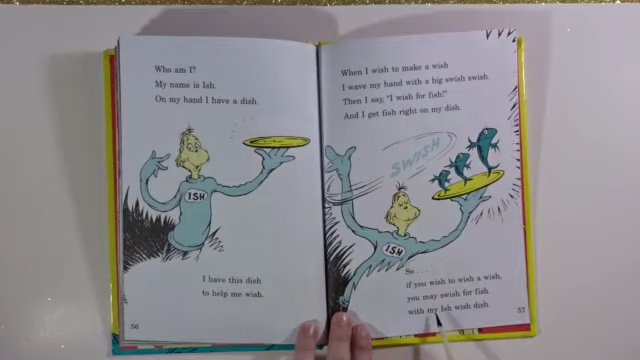 Who am I?
My name is Ish.
On my hand I have a dish.
ISH
I have this dish
to help me wish.
56
When I wish to make a wish
I wave my hand with a big swish swish.
Then I say, "I wish for fish!"
And I get fish right on my dish.
SWISH
ISH
So....
if you wish to wish a wish,
you may swish for fish
with my Ish wish dish.
57